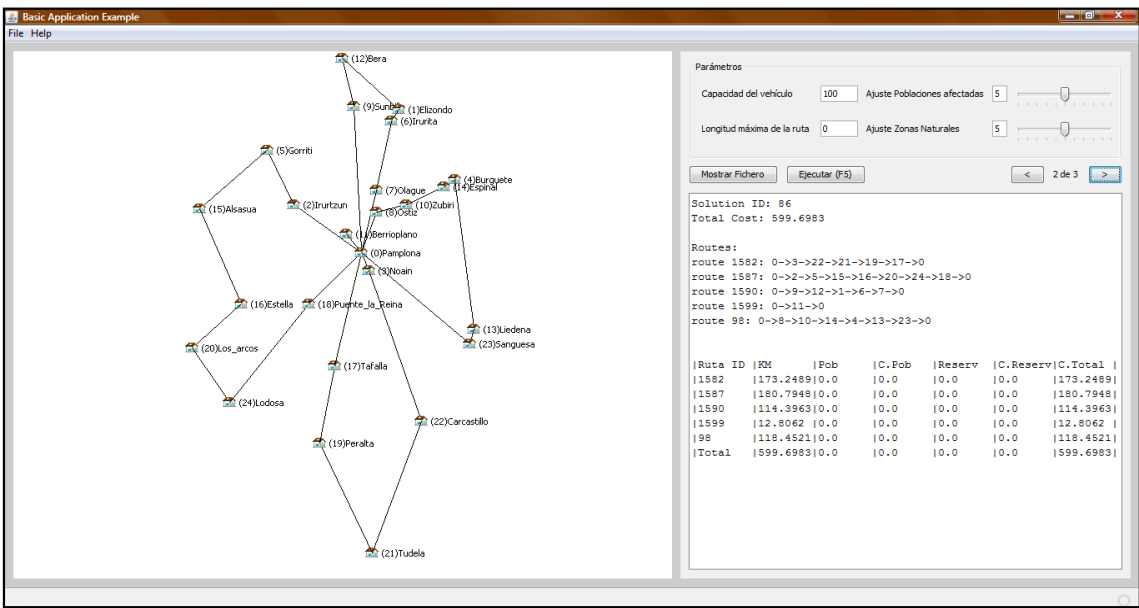 Basic Application Example
File Help
(12)Bera
(9)Sunb
(1)Elizondo
(6)Irurita
(5)Gorriti
(4)Burguete
(14)Espinal
(7)Olague
(15)Alsasua
(2)Irurtzun
(10)Zubiri
(8)Ostiz
(11)Berrioplano
(0)Pamplona
(3)Noain
(16)Estella
(18)Puente_la_Reina
(13)Liedena
(23)Sanguesa
(20)Los_arcos
(17)Tafalla
(24)Lodosa
(22)Carcastillo
(19)Peralta
(21)Tudela
Parámetros
Capacidad del vehículo 100 Ajuste Poblaciones afectadas 5
Longitud máxima de la ruta 0 Ajuste Zonas Naturales 5
Mostrar Fichero Ejecutar (F5) < 2 de 3 >
Solution ID: 86
Total Cost: 599.6983
Routes:
route 1582: 0->3->22->21->19->17->0
route 1587: 0->2->5->15->16->20->24->18->0
route 1590: 0->9->12->1->6->7->0
route 1599: 0->11->0
route 98: 0->8->10->14->4->13->23->0
|Ruta ID |KM |Pob |C.Pob |Reserv |C.Reserv|C.Total |
|1582 |173.2489|0.0 |0.0 |0.0 |0.0 |173.2489|
|1587 |180.7948|0.0 |0.0 |0.0 |0.0 |180.7948|
|1590 |114.3963|0.0 |0.0 |0.0 |0.0 |114.3963|
|1599 |12.8062 |0.0 |0.0 |0.0 |0.0 |12.8062 |
|98 |118.4521|0.0 |0.0 |0.0 |0.0 |118.4521|
|Total |599.6983|0.0 |0.0 |0.0 |0.0 |599.6983|